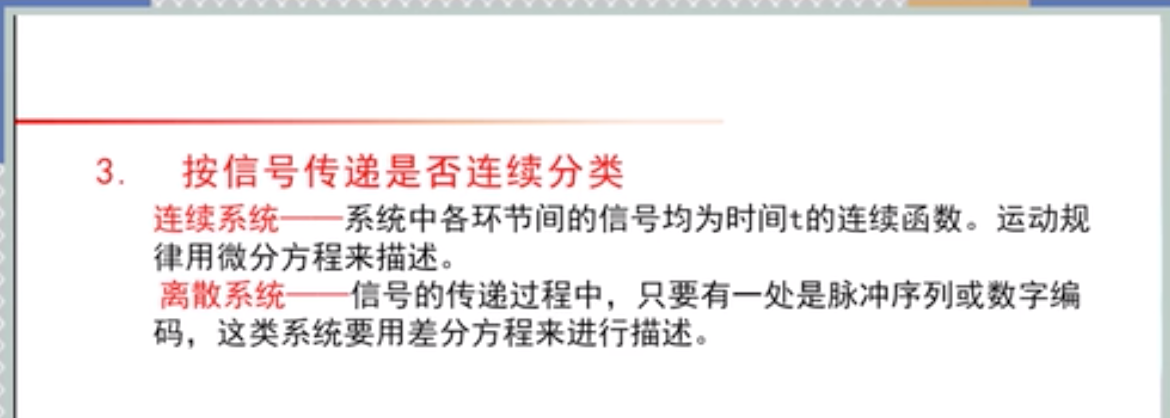 3. 按信号传递是否连续分类
连续系统——系统中各环节间的信号均为时间t的连续函数。运动规
律用微分方程来描述。
离散系统——信号的传递过程中，只要有一处是脉冲序列或数字编
码，这类系统要用差分方程来进行描述。